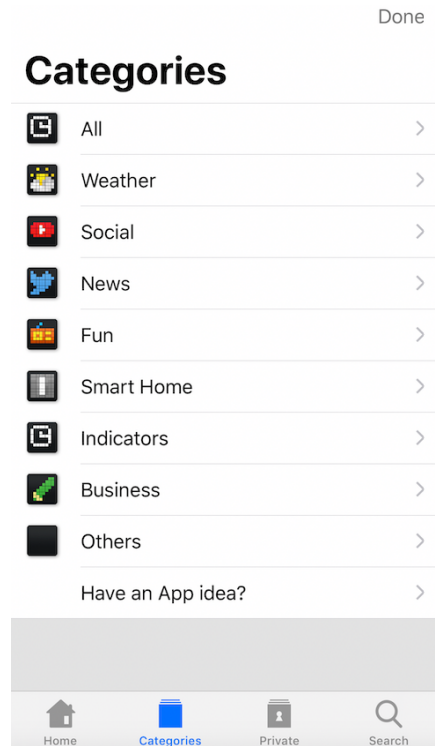 Done
Categories
All
Weather
Social
News
Fun
Smart Home
Indicators
Business
Others
Have an App idea?
Home Categories Private Search